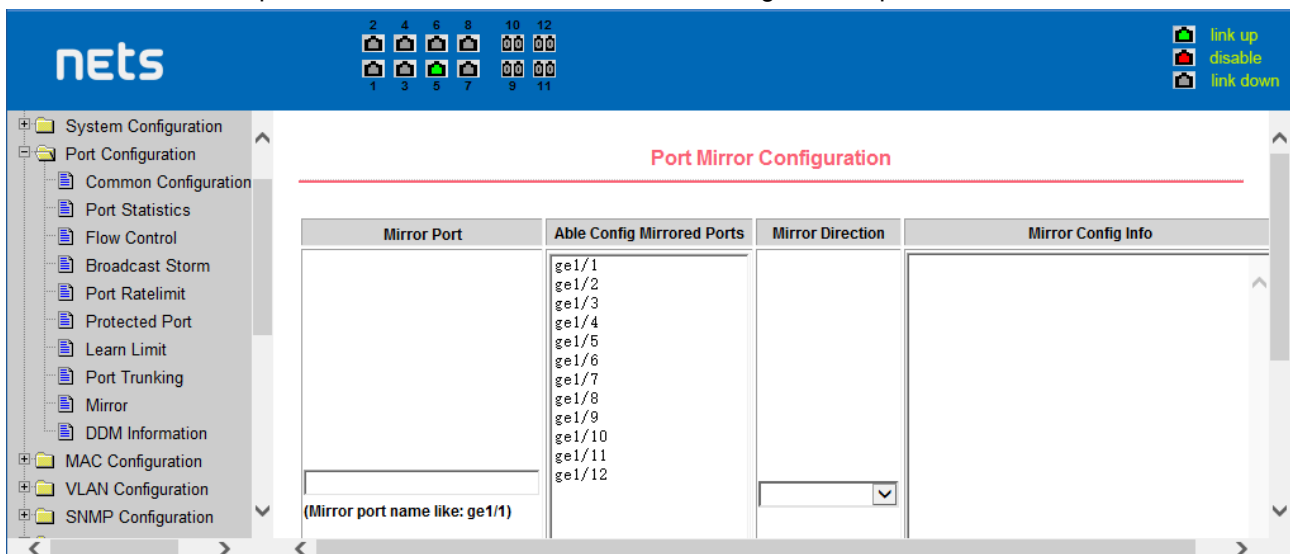 nets
2 4 6 8 10 12
1 3 5 7 9 11
link up
disable
link down
System Configuration
Port Configuration
Common Configuration
Port Statistics
Flow Control
Broadcast Storm
Port Ratelimit
Protected Port
Learn Limit
Port Trunking
Mirror
DDM Information
MAC Configuration
VLAN Configuration
SNMP Configuration
Port Mirror Configuration
Mirror Port Able Config Mirrored Ports Mirror Direction Mirror Config Info
ge1/1
ge1/2
ge1/3
ge1/4
ge1/5
ge1/6
ge1/7
ge1/8
ge1/9
ge1/10
ge1/11
ge1/12
(Mirror port name like: ge1/1)